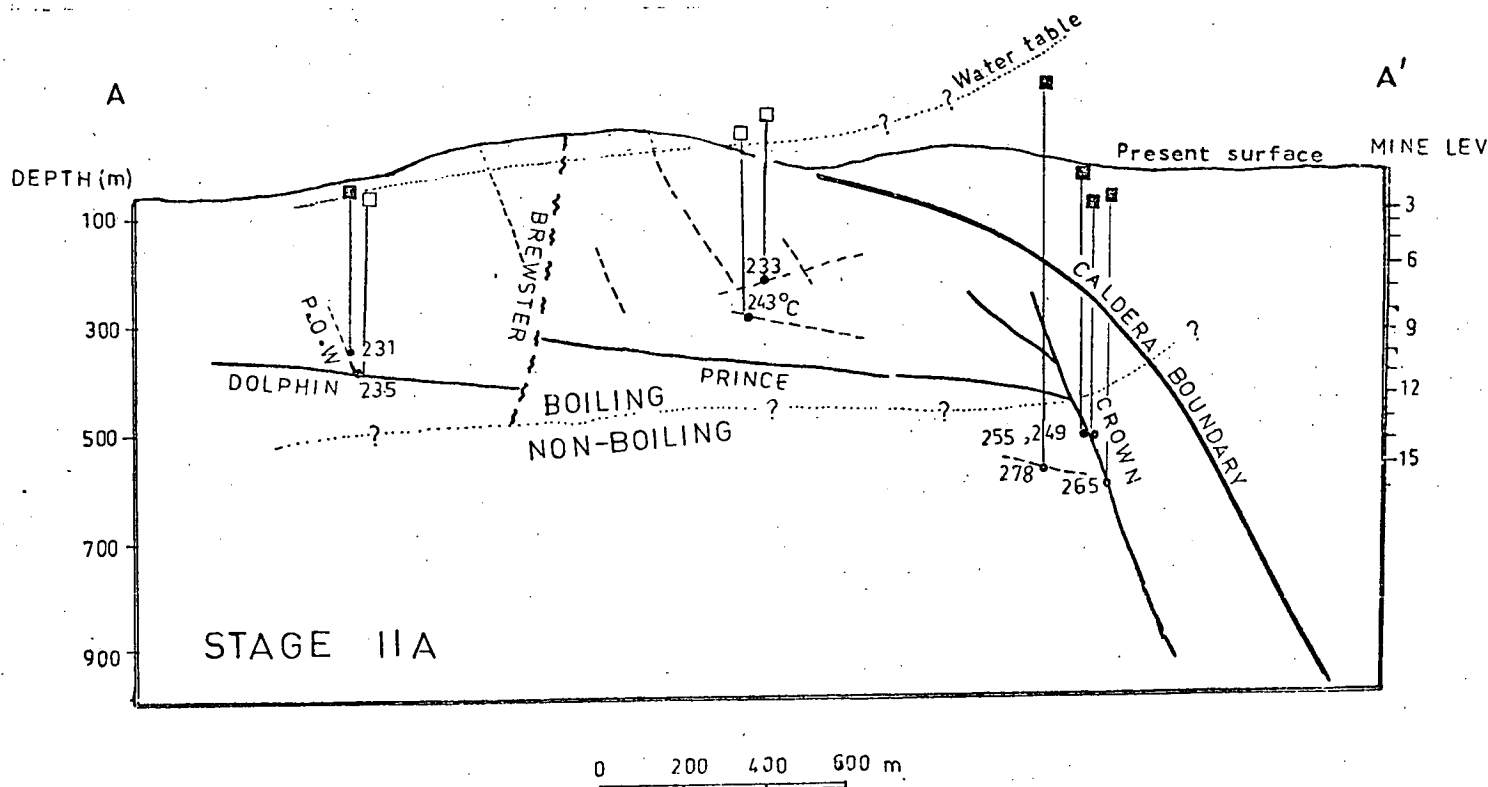 Water table
A
A'
?
?
Present surface
MINE LEV
DEPTH (m)
100
3
BREWSTER
233
6
CALDERA BOUNDARY
243°C
P.O.W
300
9
?
231
DOLPHIN
235
PRINCE
12
BOILING
?
?
?
NON-BOILING
CROWN
500
255, 249
15
278
265
700
900
STAGE IIA
0 200 400 600 m